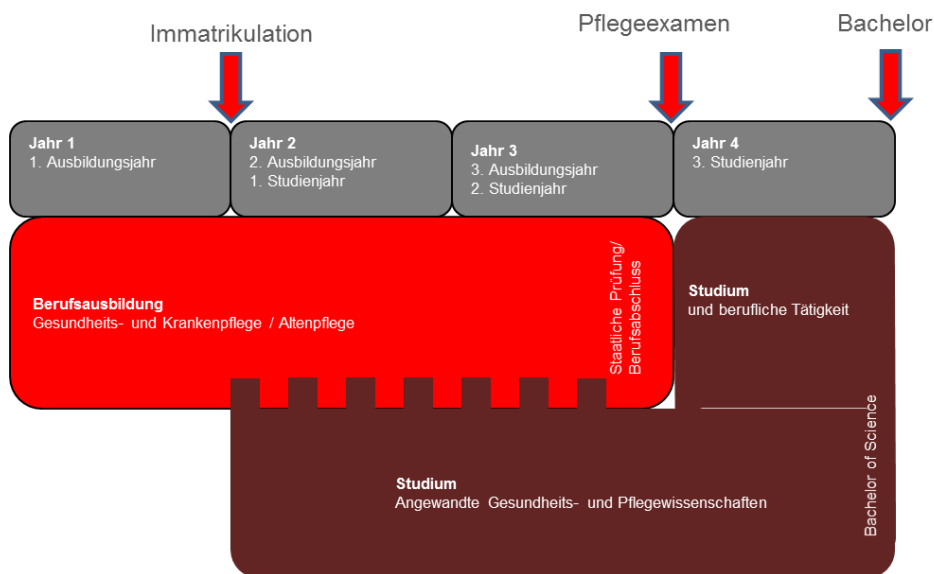 Immatrikulation
Pflegeexamen
Bachelor
Jahr 1
1. Ausbildungsjahr
Jahr 2
2. Ausbildungsjahr
1. Studienjahr
Jahr 3
3. Ausbildungsjahr
2. Studienjahr
Jahr 4
3. Studienjahr
Berufsausbildung
Gesundheits- und Krankenpflege / Altenpflege
Staatliche Prüfung/
Berufsabschluss
Studium
und berufliche Tätigkeit
Studium
Angewandte Gesundheits- und Pflegewissenschaften
Bachelor of Science